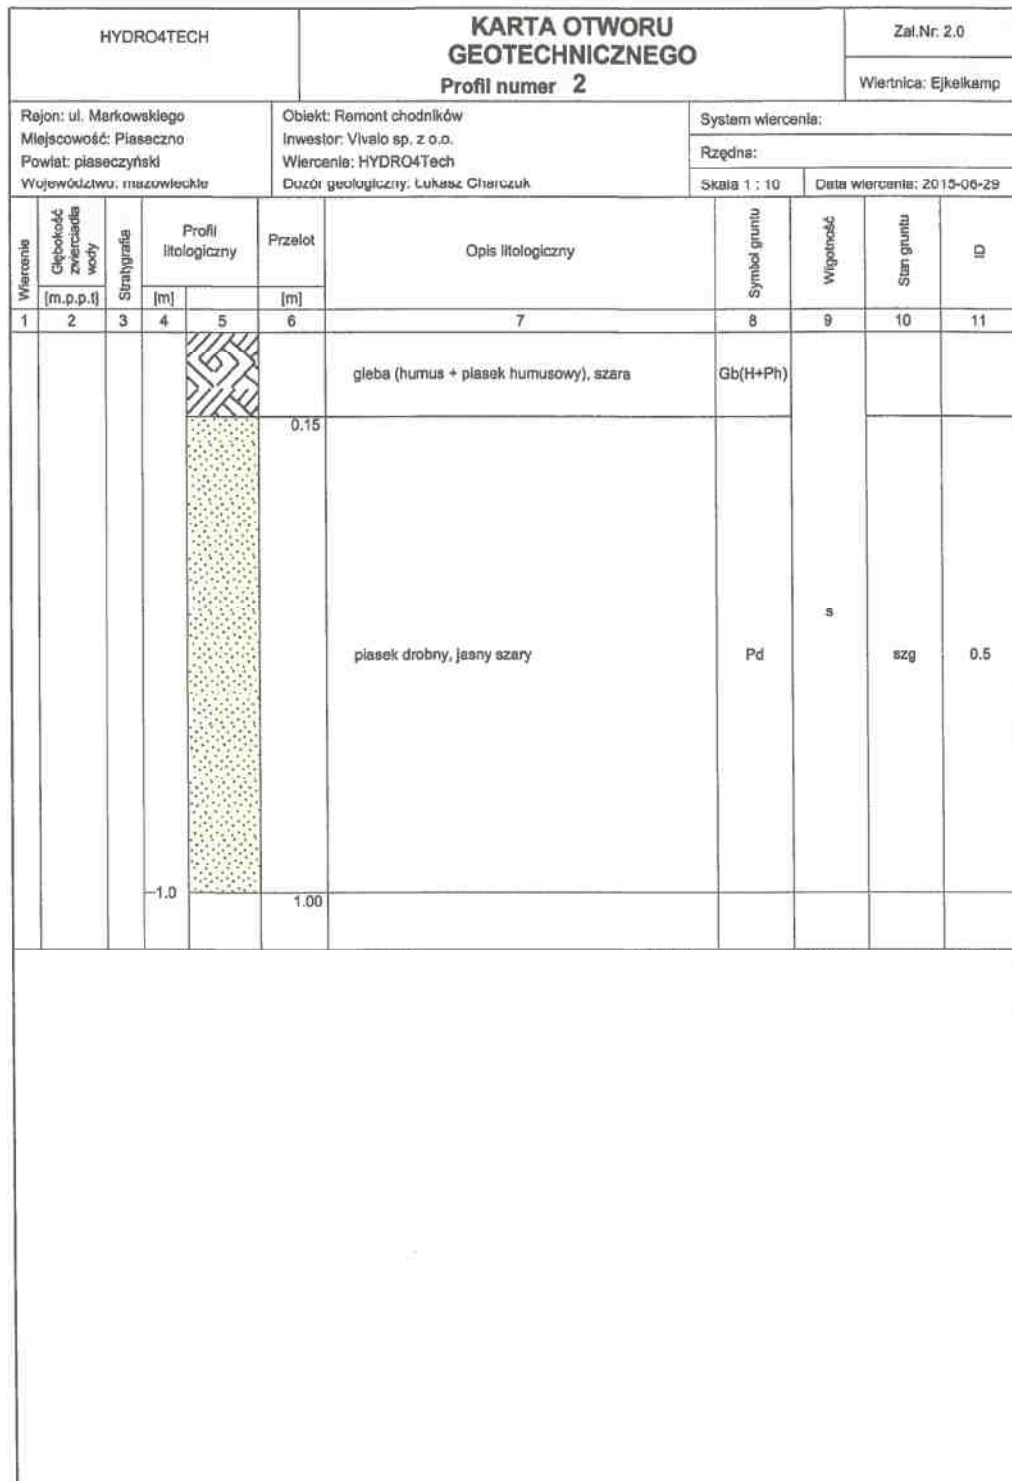 HYDRO4TECH
KARTA OTWORU
GEOTECHNICZNEGO
Profil numer 2
Zal.Nr: 2.0
Wiertnica: Ejkelkamp
Rejon: ul. Markowskiego
Miejscowość: Piaseczno
Powiat: piaseczyński
Województwo: mazowieckie
Obiekt: Remont chodników
Inwestor: Vivalo sp. z o.o.
Wiercenie: HYDRO4Tech
Dozór geologiczny: Łukasz Charczuk
System wiercenia:
Rzędna:
Skala 1 : 10
Data wiercenia: 2015-06-29
Wiercenie
Głębokość
zwierciadła
wody
[m.p.p.t]
Stratygrafia
Profil
litologiczny
[m]
Przelot
[m]
Opis litologiczny
Symbol gruntu
Wilgotność
Stan gruntu
ID
1 2 3 4 5 6 7 8 9 10 11
gleba (humus + piasek humusowy), szara
Gb(H+Ph)
0.15
s
piasek drobny, jasny szary
Pd
szg
0.5
1.0
1.00